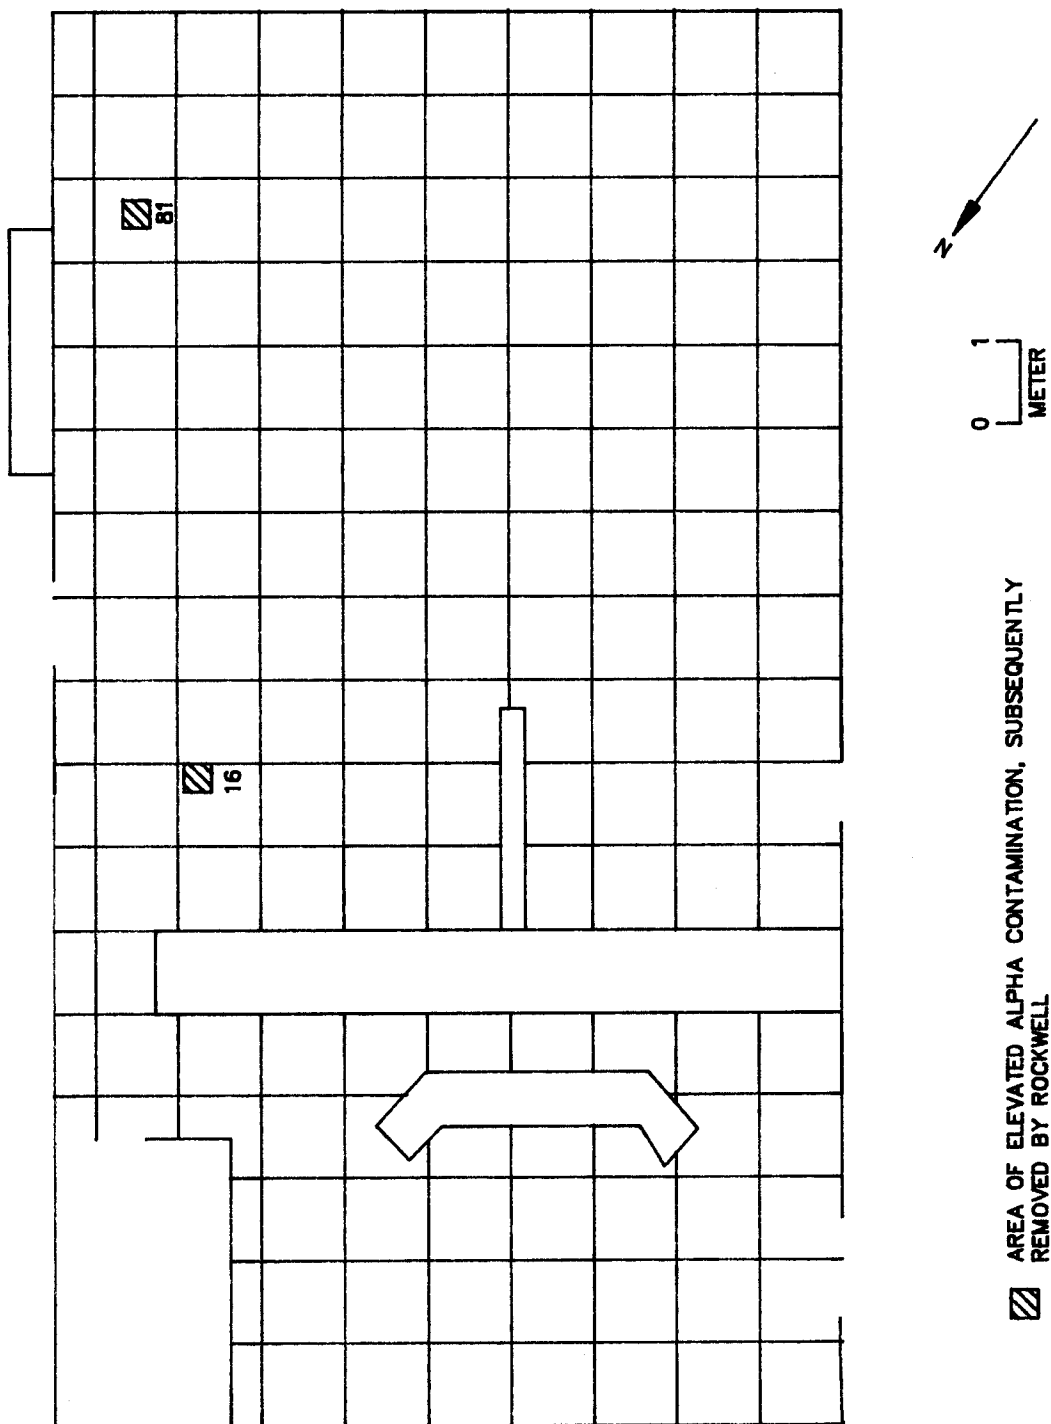 81
16
N
0 1
METER
AREA OF ELEVATED ALPHA CONTAMINATION, SUBSEQUENTLY
REMOVED BY ROCKWELL